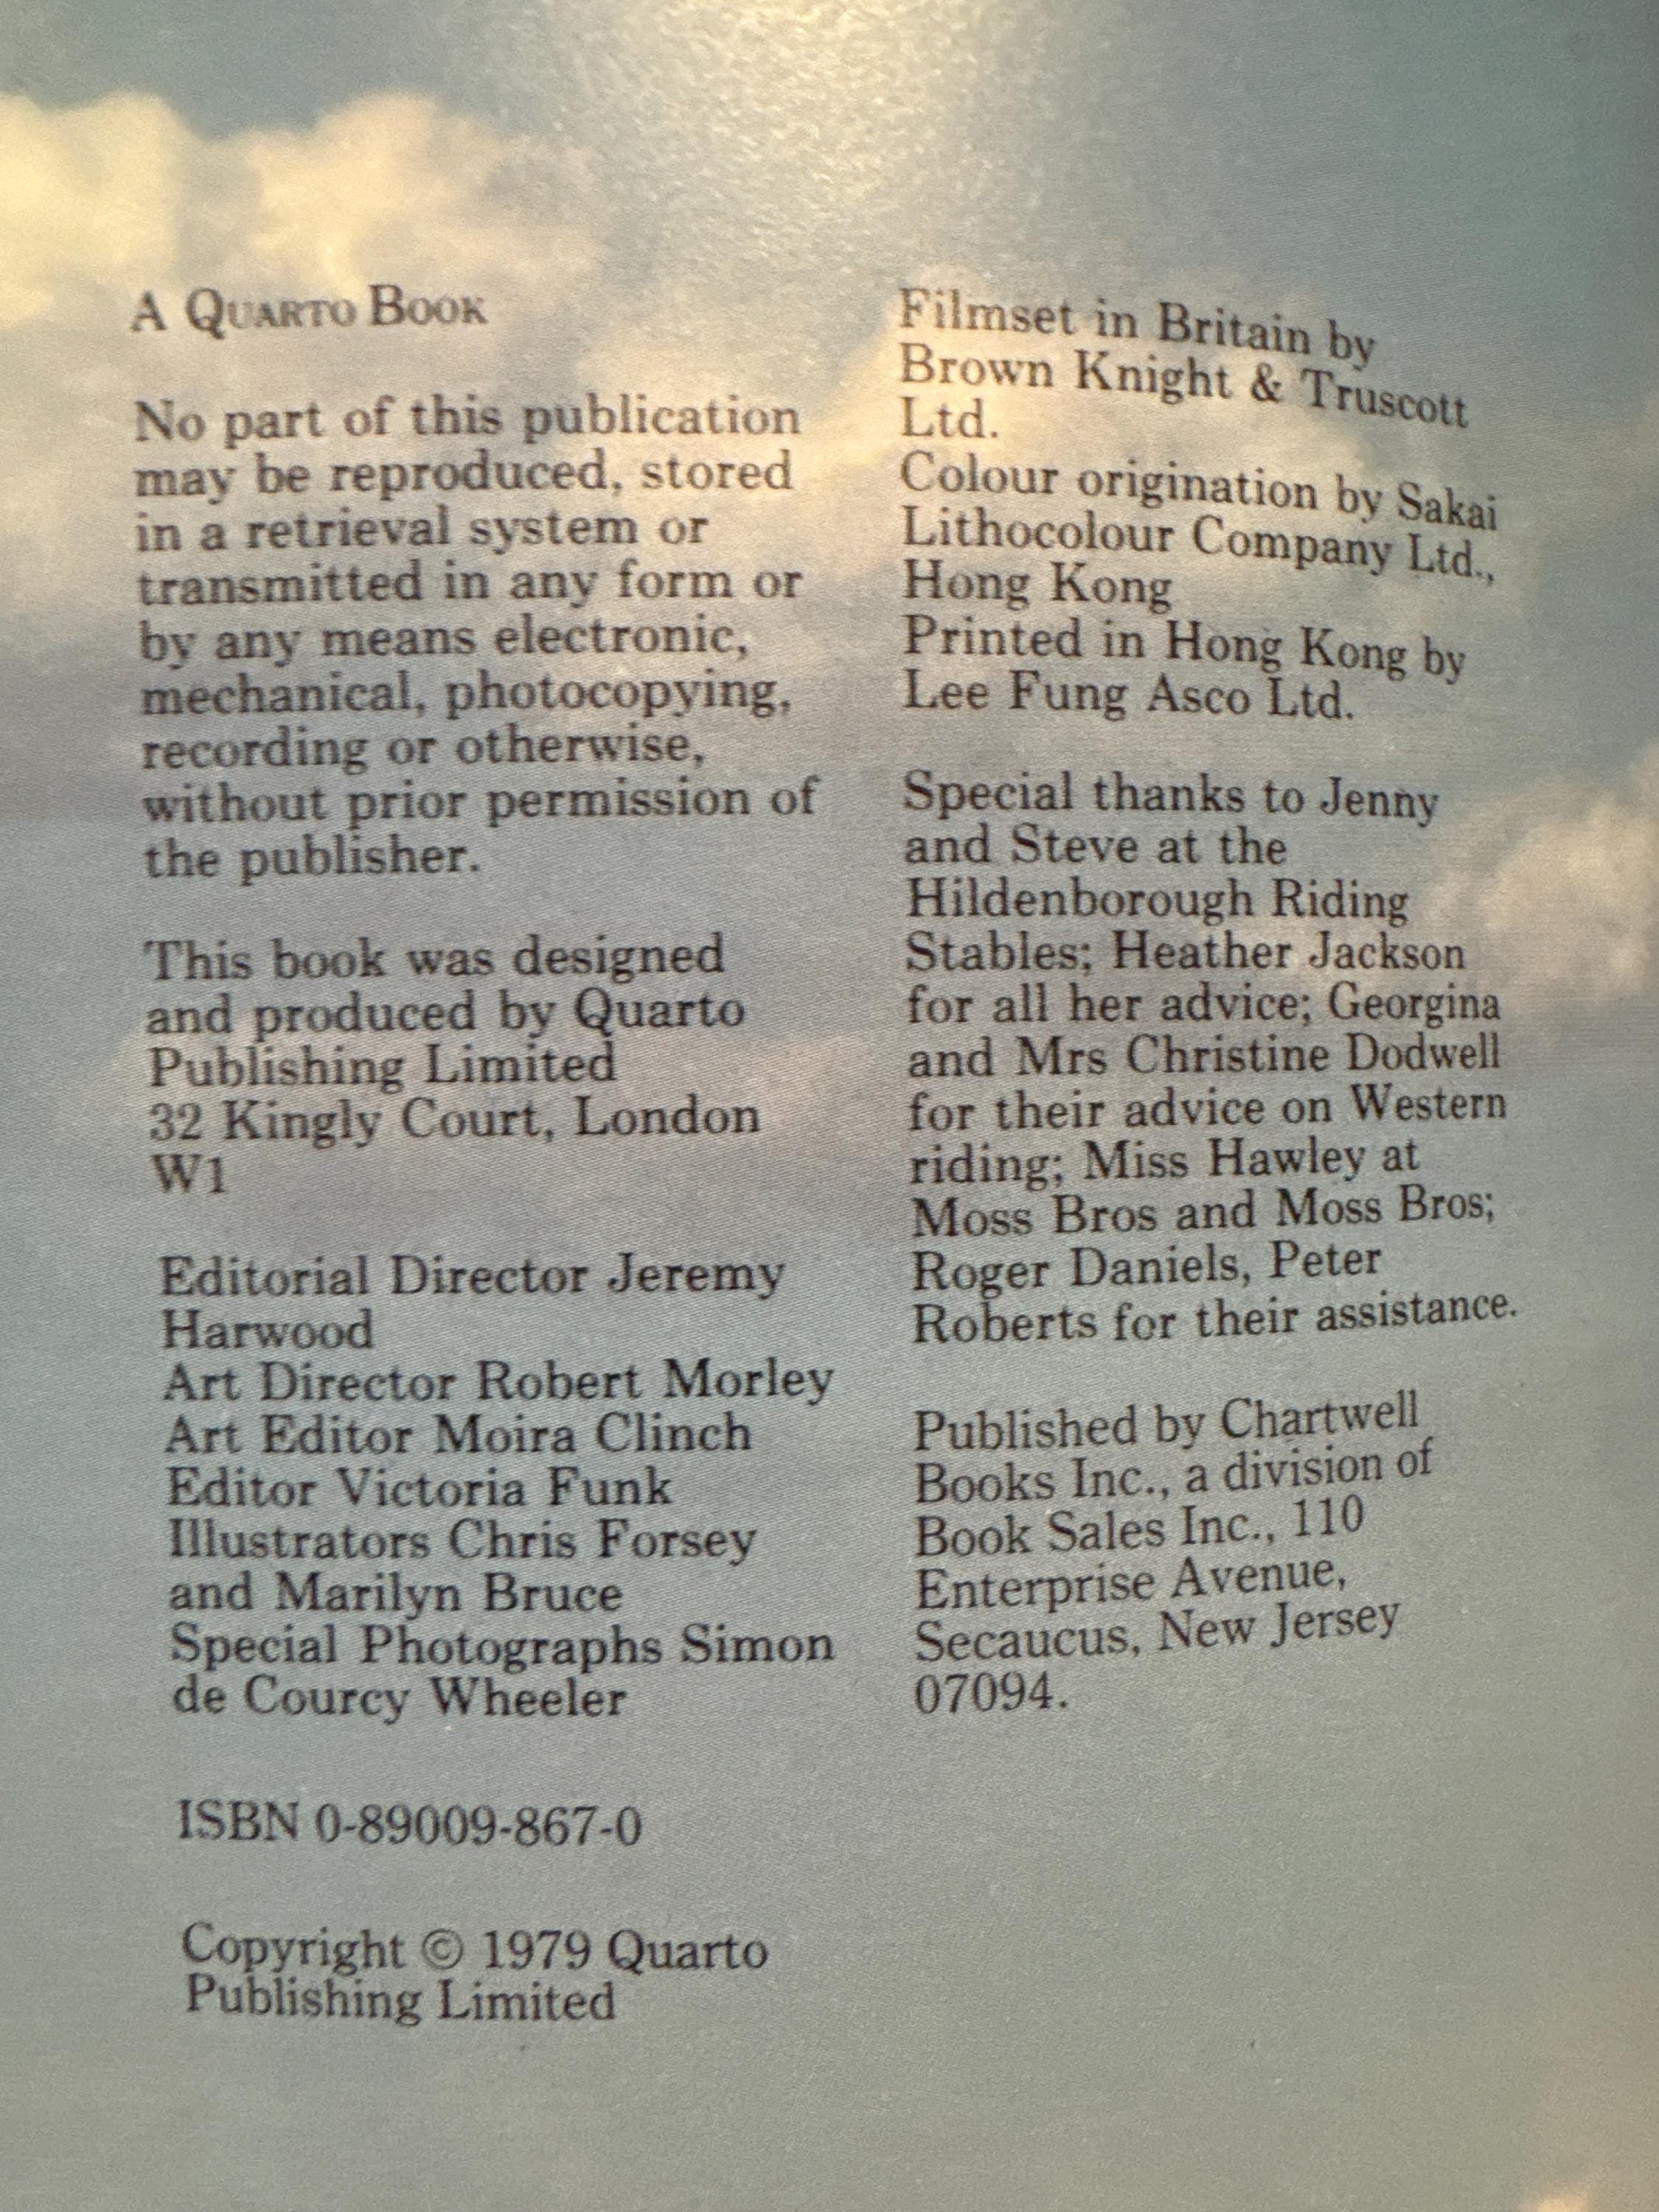 A Quarto Book
No part of this publication
may be reproduced, stored
in a retrieval system or
transmitted in any form or
by any means electronic,
mechanical, photocopying,
recording or otherwise,
without prior permission of
the publisher.
This book was designed
and produced by Quarto
Publishing Limited
32 Kingly Court, London
W1
Editorial Director Jeremy
Harwood
Art Director Robert Morley
Art Editor Moira Clinch
Editor Victoria Funk
Illustrators Chris Forsey
and Marilyn Bruce
Special Photographs Simon
de Courcy Wheeler
ISBN 0-89009-867-0
Copyright © 1979 Quarto
Publishing Limited
Filmset in Britain by
Brown Knight & Truscott
Ltd.
Colour origination by Sakai
Lithocolour Company Ltd.,
Hong Kong
Printed in Hong Kong by
Lee Fung Asco Ltd.
Special thanks to Jenny
and Steve at the
Hildenborough Riding
Stables; Heather Jackson
for all her advice; Georgina
and Mrs Christine Dodwell
for their advice on Western
riding; Miss Hawley at
Moss Bros and Moss Bros;
Roger Daniels, Peter
Roberts for their assistance.
Published by Chartwell
Books Inc., a division of
Book Sales Inc., 110
Enterprise Avenue,
Secaucus, New Jersey
07094.